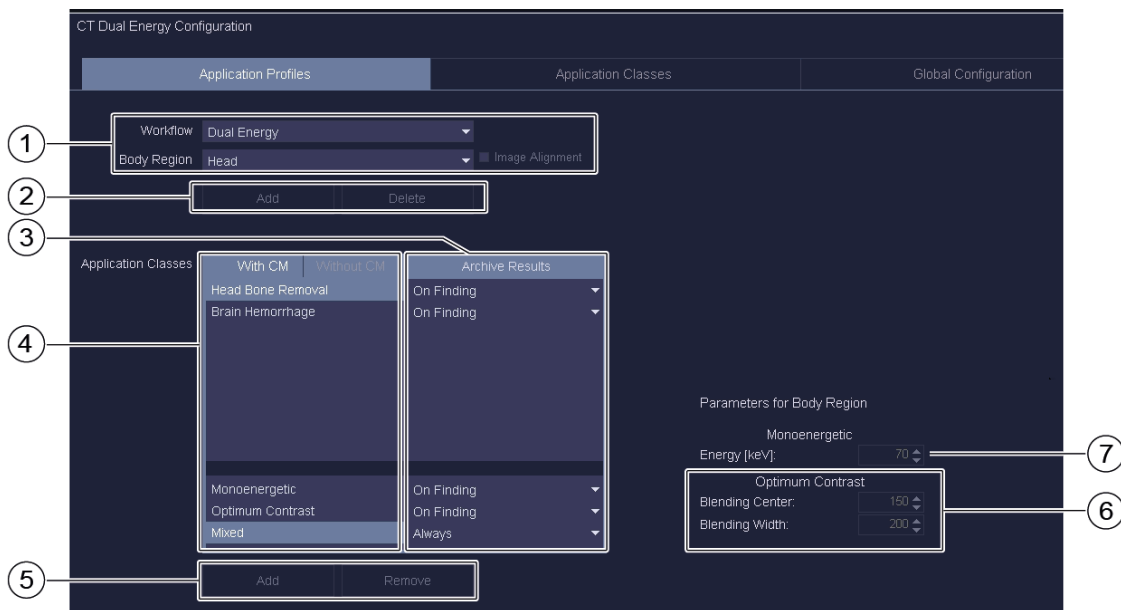 CT Dual Energy Configuration
Application Profiles Application Classes Global Configuration
1 Workflow Dual Energy
Body Region Head Image Alignment
2 Add Delete
3
Application Classes With CM Without CM Archive Results
Head Bone Removal On Finding
Brain Hemorrhage On Finding
4
Parameters for Body Region
Monoenergetic
Energy [keV]: 70 7
Optimum Contrast
Monoenergetic On Finding
Blending Center: 150 6
Optimum Contrast On Finding
Blending Width: 200
Mixed Always
5 Add Remove